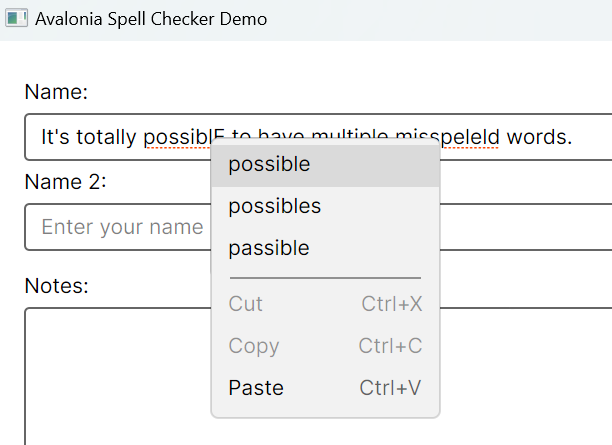 Avalonia Spell Checker Demo
Name:
It's totally possiblE to have multiple misspeleld words.
possible
Name 2:
possibles
Enter your name
passible
Notes:
Cut Ctrl+X
Copy Ctrl+C
Paste Ctrl+V